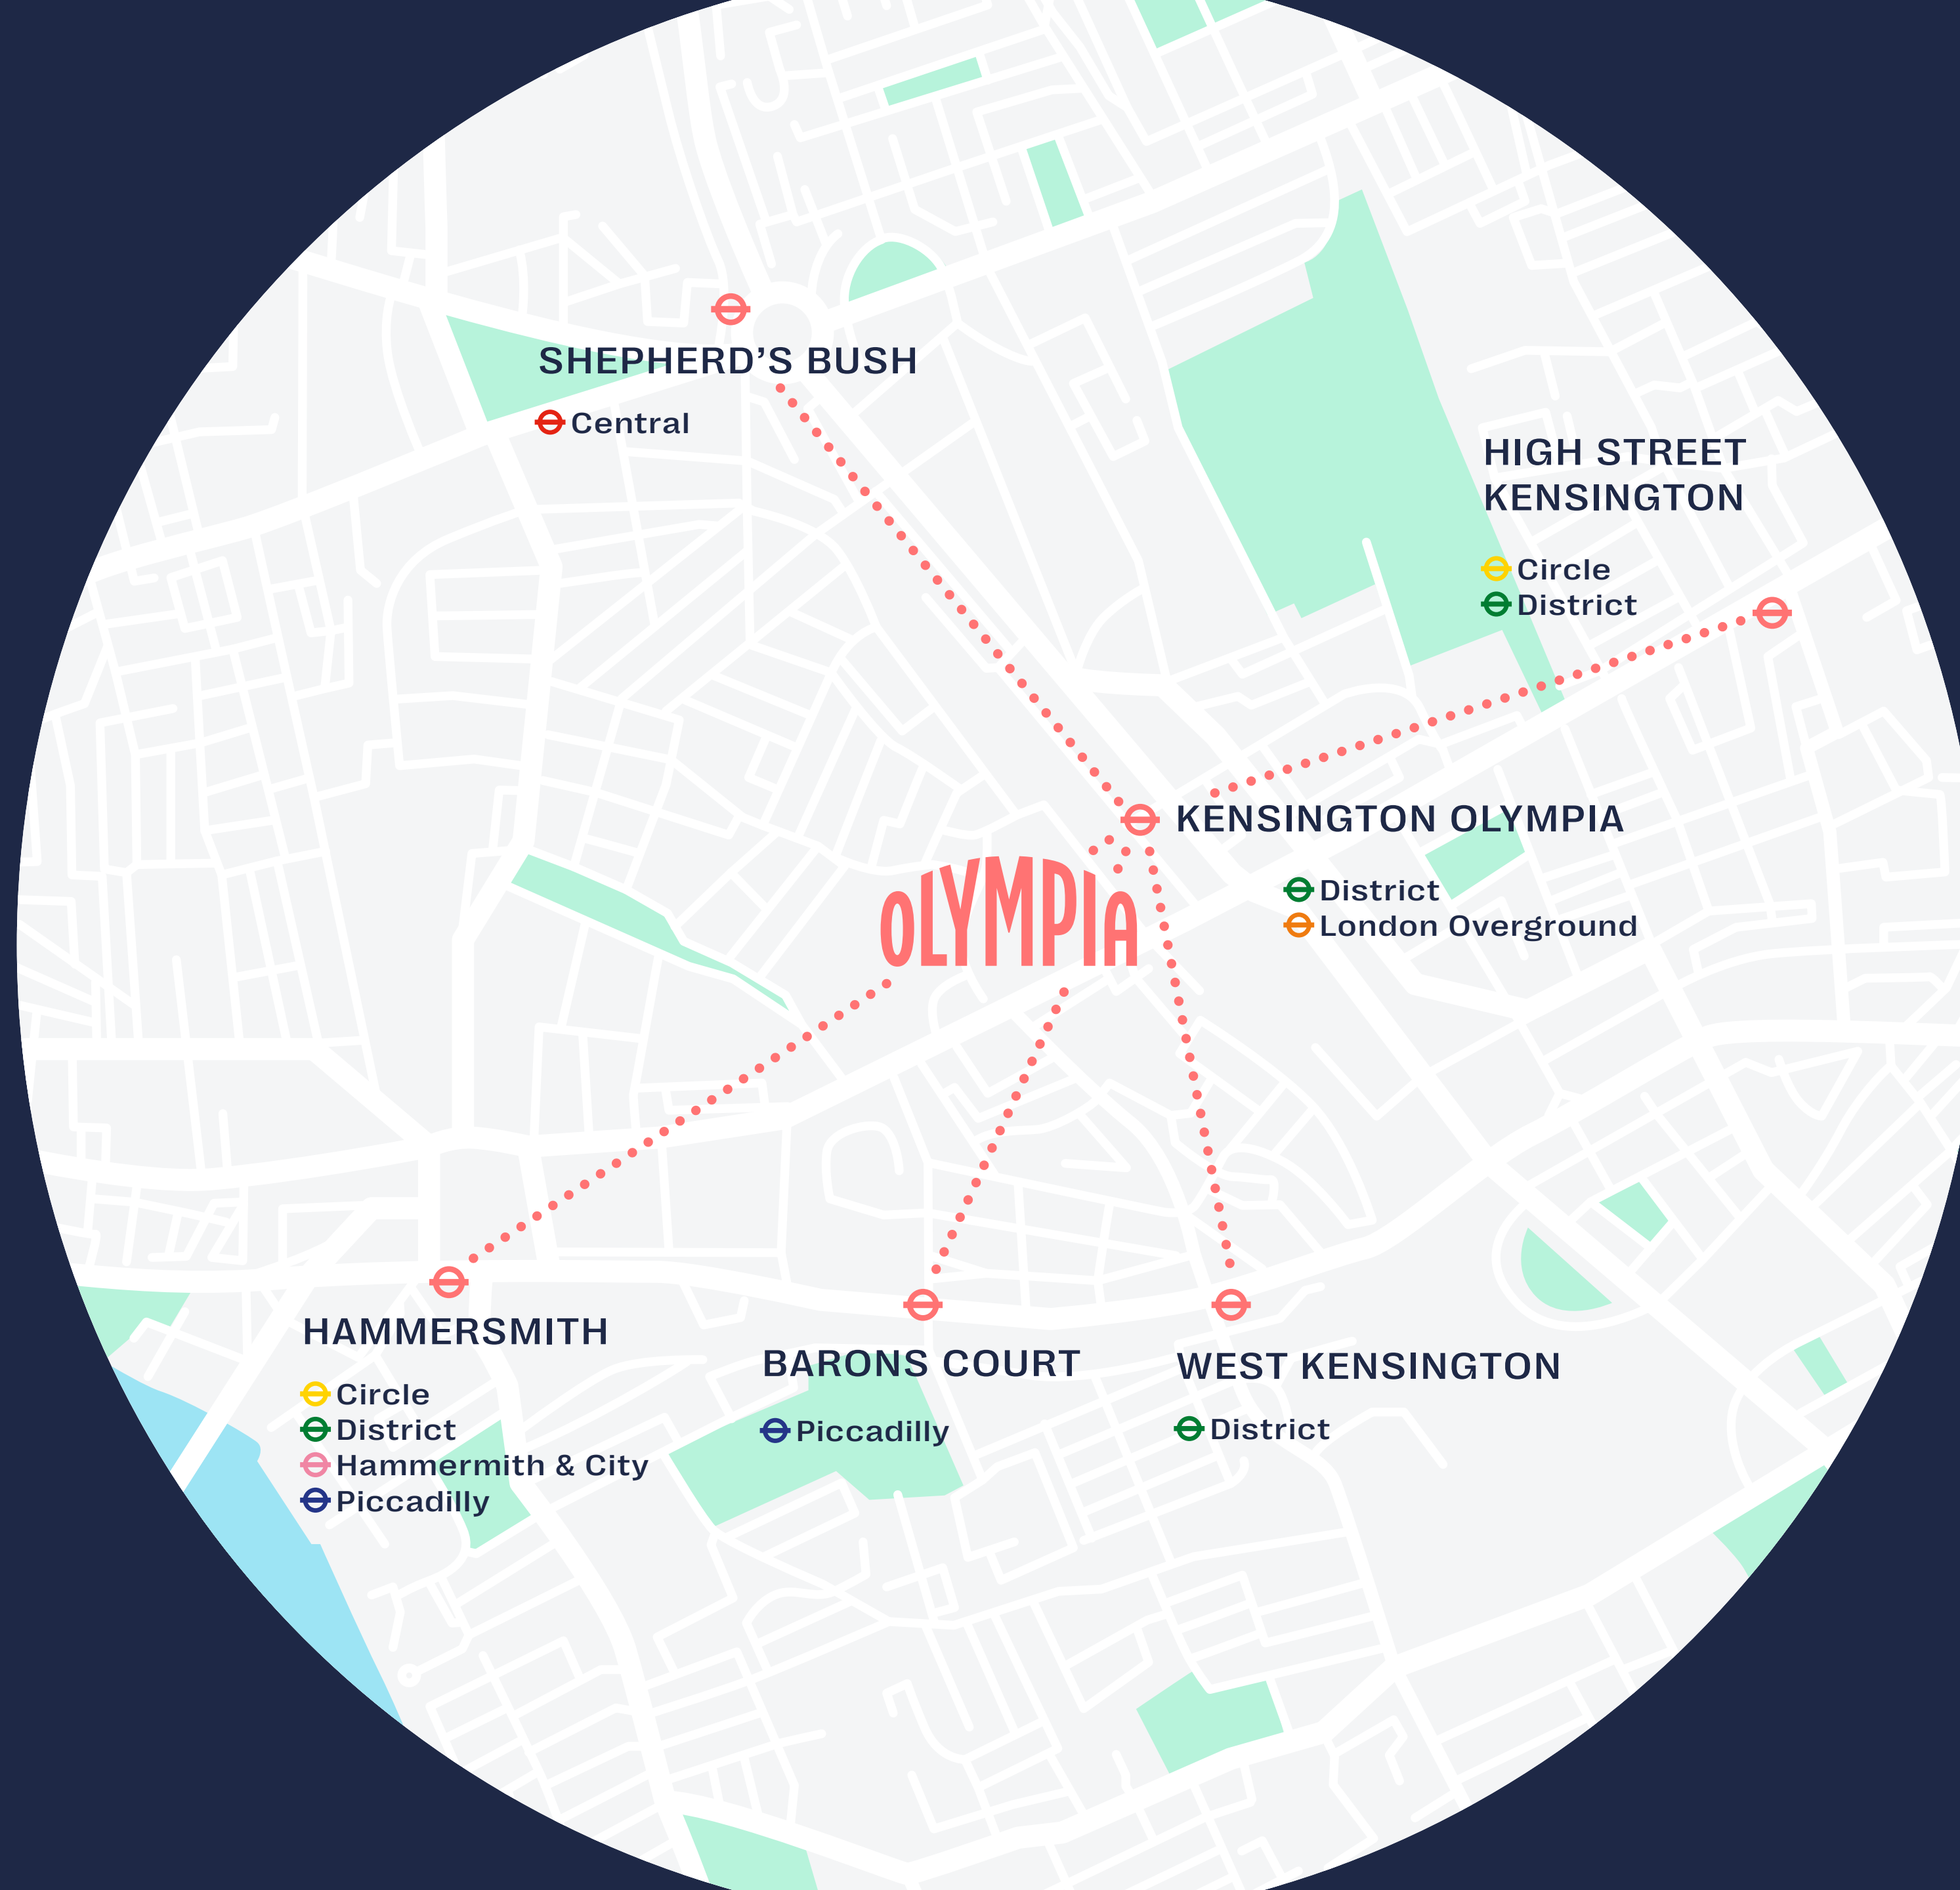 SHEPHERD’S BUSH
Central
HIGH STREET
KENSINGTON
Circle
District
KENSINGTON OLYMPIA
District
London Overground
OLYMPIA
HAMMERSMITH
Circle
District
Hammermith & City
Piccadilly
BARONS COURT
Piccadilly
WEST KENSINGTON
District